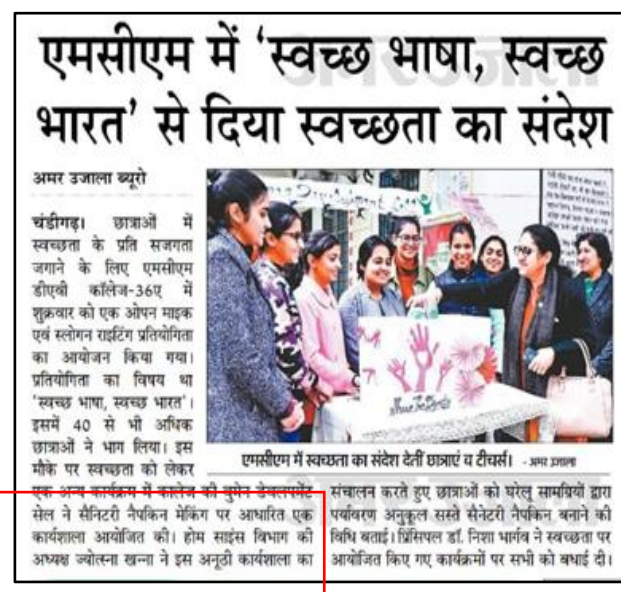 एमसीएम में ‘स्वच्छ भाषा, स्वच्छ
भारत’ से दिया स्वच्छता का संदेश
अमर उजाला ब्यूरो
चंडीगढ़। छात्राओं में
स्वच्छता के प्रति सजगता
जगाने के लिए एमसीएम
डीएवी कॉलेज-36ए में
शुक्रवार को एक ओपन माइक
एवं स्लोगन राइटिंग प्रतियोगिता
का आयोजन किया गया।
प्रतियोगिता का विषय था
‘स्वच्छ भाषा, स्वच्छ भारत’।
इसमें 40 से भी अधिक
छात्राओं ने भाग लिया। इस
मौके पर स्वच्छता को लेकर
एक अन्य कार्यक्रम में कालेज की वुमेन डेवलपमेंट
सेल ने सैनिटरी नैपकिन मेकिंग पर आधारित एक
कार्यशाला आयोजित की। होम साइंस विभाग की
अध्यक्ष ज्योत्स्ना खन्ना ने इस अनूठी कार्यशाला का
Development
एमसीएम में स्वच्छता का संदेश देतीं छात्राएं व टीचर्स। - अमर उजाला
संचालन करते हुए छात्राओं को घरेलु सामग्रियों द्वारा
पर्यावरण अनुकूल सस्ते सैनेटरी नैपकिन बनाने की
विधि बताई। प्रिंसिपल डॉ. निशा भार्गव ने स्वच्छता पर
आयोजित किए गए कार्यक्रमों पर सभी को बधाई दी।